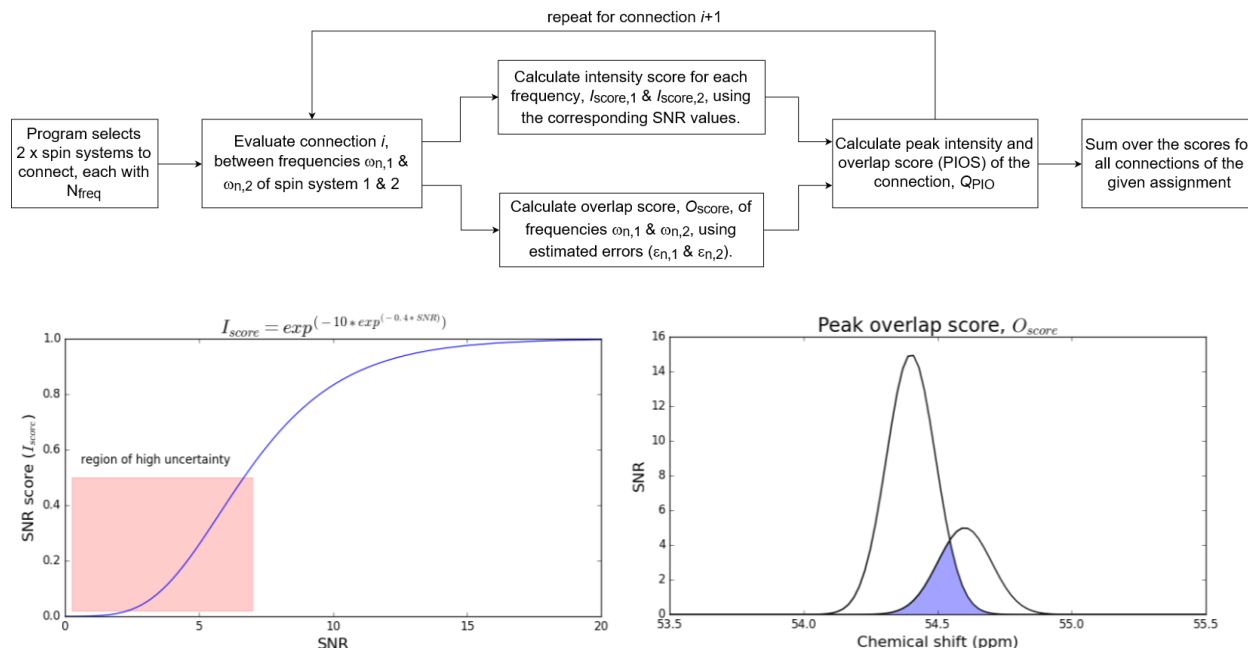 repeat for connection i+1
Program selects
2 x spin systems to
connect, each with
Nfreq
Evaluate connection i,
between frequencies ωn,1 &
ωn,2 of spin system 1 & 2
Calculate intensity score for each
frequency, Iscore,1 & Iscore,2, using
the corresponding SNR values.
Calculate overlap score, Oscore, of
frequencies ωn,1 & ωn,2, using
estimated errors (εn,1 & εn,2).
Calculate peak intensity and
overlap score (PIOS) of the
connection, QPIO
Sum over the scores for
all connections of the
given assignment
Iscore = exp(−10∗exp(−0.4∗SNR))
1.0
0.8
0.6
0.4
0.2
0.0
SNR score (Iscore)
region of high uncertainty
0
5
10
15
20
SNR
Peak overlap score, Oscore
16
14
12
10
8
6
4
2
0
SNR
53.5
54.0
54.5
55.0
55.5
Chemical shift (ppm)